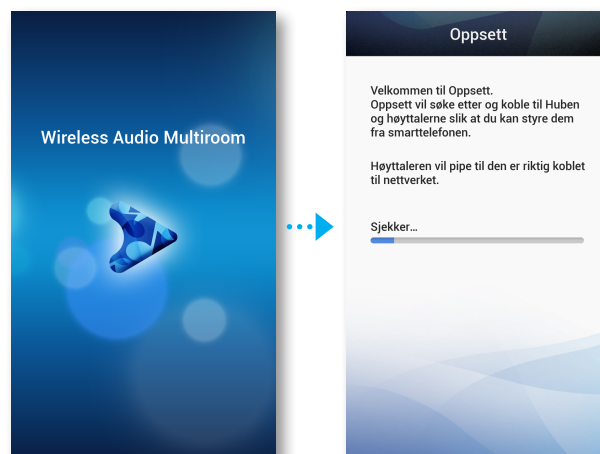 Wireless Audio Multiroom
Oppsett
Velkommen til Oppsett.
Oppsett vil søke etter og koble til Huben
og høyttalerne slik at du kan styre dem
fra smarttelefonen.
Høyttaleren vil pipe til den er riktig koblet
til nettverket.
Sjekker...